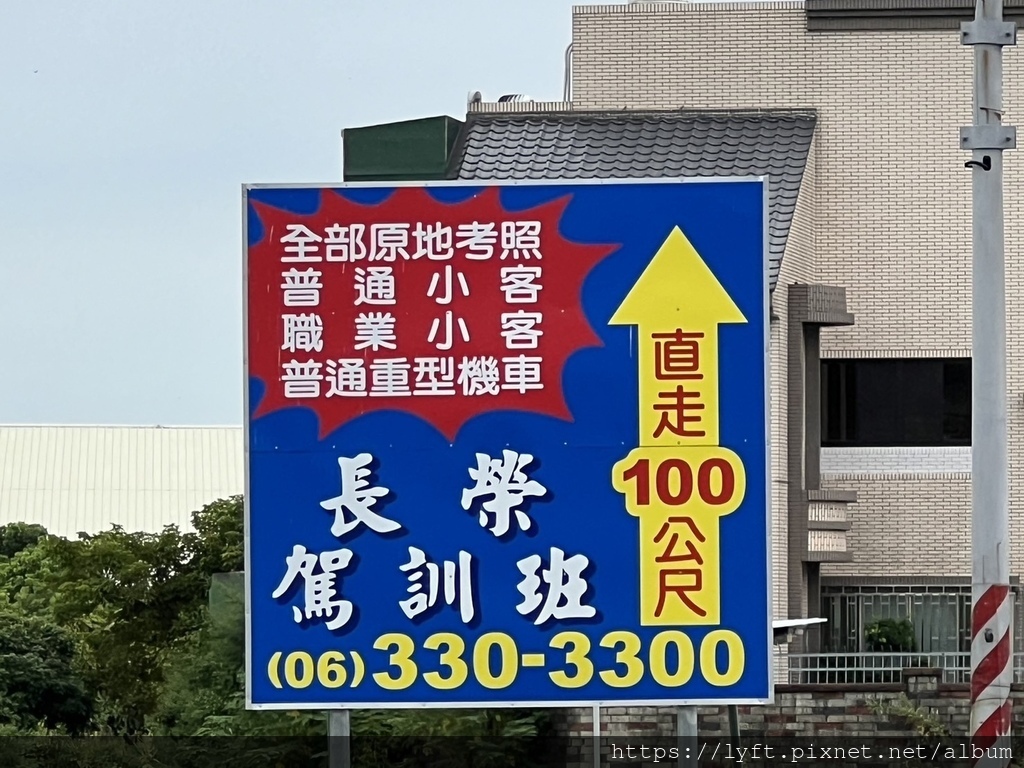 全部原地考照
普通小客
職業小客
普通重型機車
直走
100
公尺
長榮
駕訓班
(06)330-3300
https://lyft.pixnet.net/album